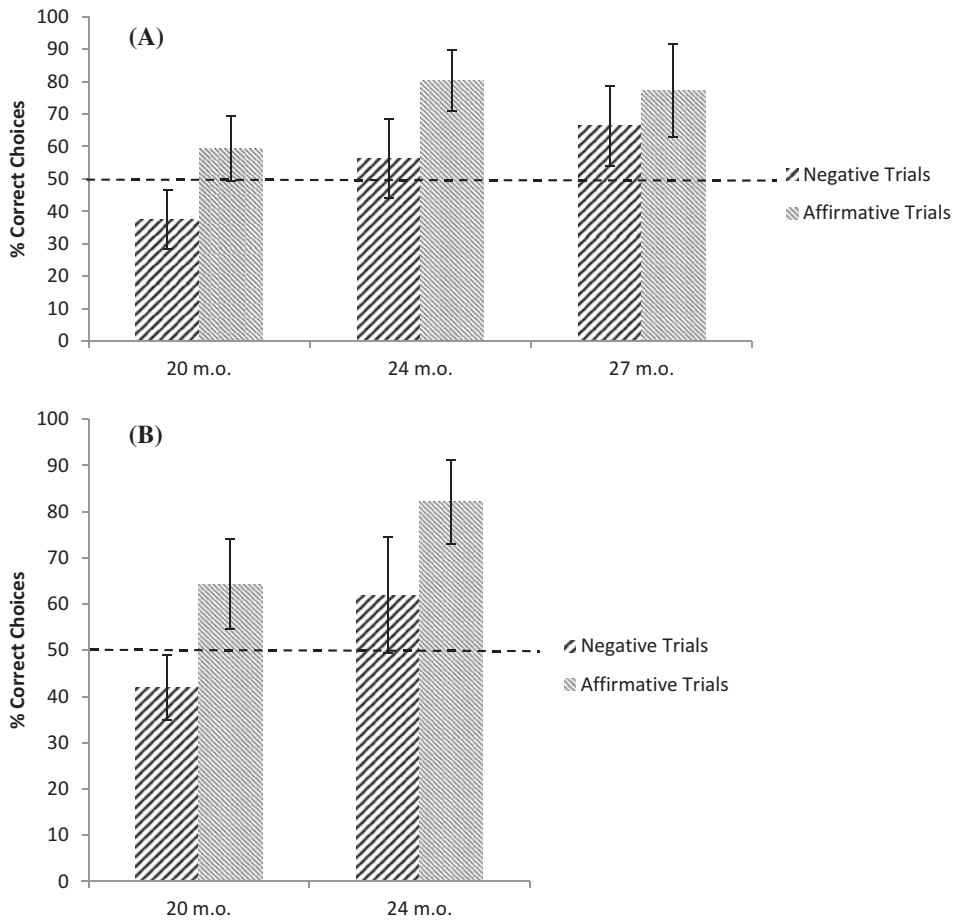 (A)
% Correct Choices
100
90
80
70
60
50
40
30
20
10
0
20 m.o.
24 m.o.
27 m.o.
Negative Trials
Affirmative Trials
(B)
% Correct Choices
100
90
80
70
60
50
40
30
20
10
0
20 m.o.
24 m.o.
Negative Trials
Affirmative Trials